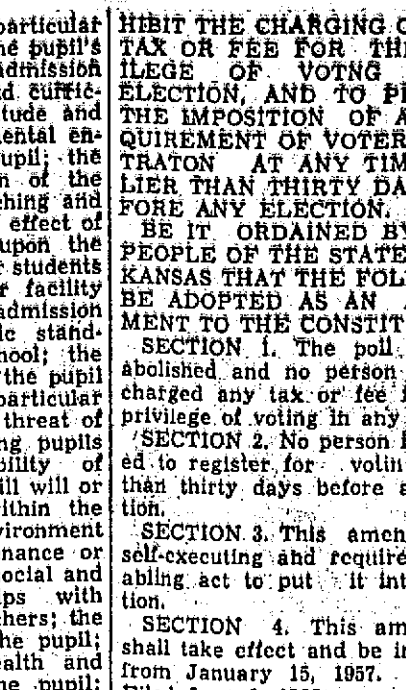 particular
he pupil's
admission
tude and
mental en-
upil; the
n of the
ching and
effect of
upon the
r students
r facility
admission
ic stand-
hool; the
the pupil
particular
threat of
ng pupils
bility of
ill will or
ithin the
vironment
nance or
ocial and
ps with
chers; the
he pupil;
ealth and
he pupil;
HIBIT THE CHARGING O
TAX OR FEE FOR THE
ILEGE OF VOTNG
ELECTION, AND TO P
THE IMPOSITION OF A
QUIREMENT OF VOTER
TRATON AT ANY TIM
LIER THAN THIRTY DA
FORE ANY ELECTION.
BE IT ORDAINED BY
PEOPLE OF THE STATE
KANSAS THAT THE FOL
BE ADOPTED AS AN
MENT TO THE CONSTIT
SECTION 1. The poll
abolished and no person
charged any tax or fee f
privilege of voting in any
SECTION 2. No person
ed to register for votin
than thirty days before a
tion.
SECTION 3. This amen
self-executing and require
abling act to put it int
tion.
SECTION 4. This am
shall take effect and be i
from January 15, 1957.